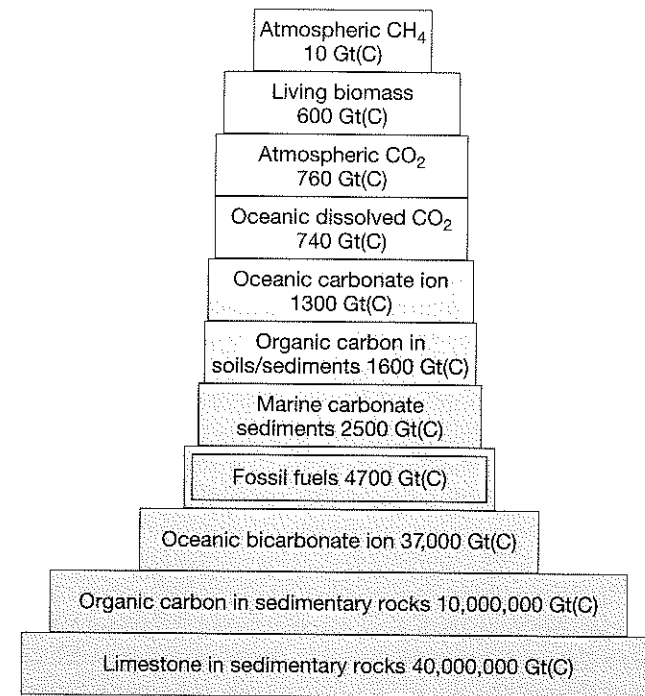 Atmospheric CH₄
10 Gt(C)
Living biomass
600 Gt(C)
Atmospheric CO₂
760 Gt(C)
Oceanic dissolved CO₂
740 Gt(C)
Oceanic carbonate ion
1300 Gt(C)
Organic carbon in
soils/sediments 1600 Gt(C)
Marine carbonate
sediments 2500 Gt(C)
Fossil fuels 4700 Gt(C)
Oceanic bicarbonate ion 37,000 Gt(C)
Organic carbon in sedimentary rocks 10,000,000 Gt(C)
Limestone in sedimentary rocks 40,000,000 Gt(C)